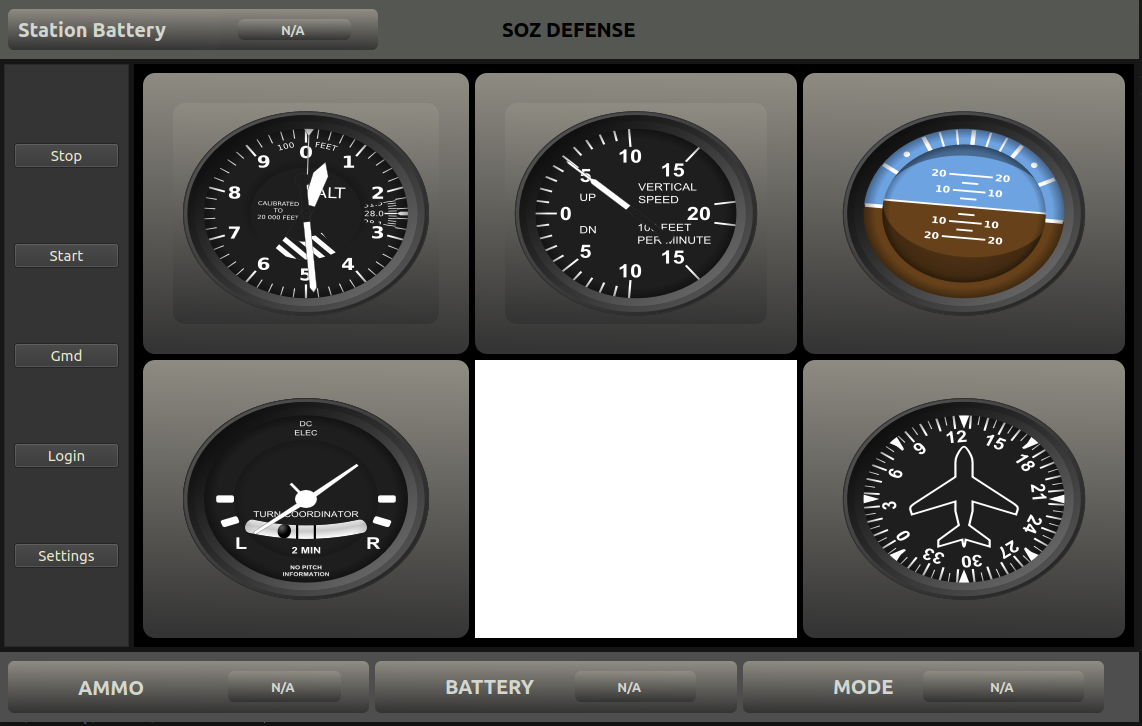 Station Battery
N/A
SOZ DEFENSE
Stop
Start
Gmd
Login
Settings
100 FEET
0
1
2
3
4
5
6
7
8
9
ALT
CALIBRATED
TO
20 000 FEET
28.0
10
15
5
VERTICAL
SPEED
UP
0
20
DN
FEET
PER MINUTE
5
15
10
20 20
10 10
10 10
20 20
DC
ELEC
TURN COORDINATOR
L R
2 MIN
NO PITCH
INFORMATION
12
15
18
21
24
27
30
33
0
3
6
9
AMMO
N/A
BATTERY
N/A
MODE
N/A